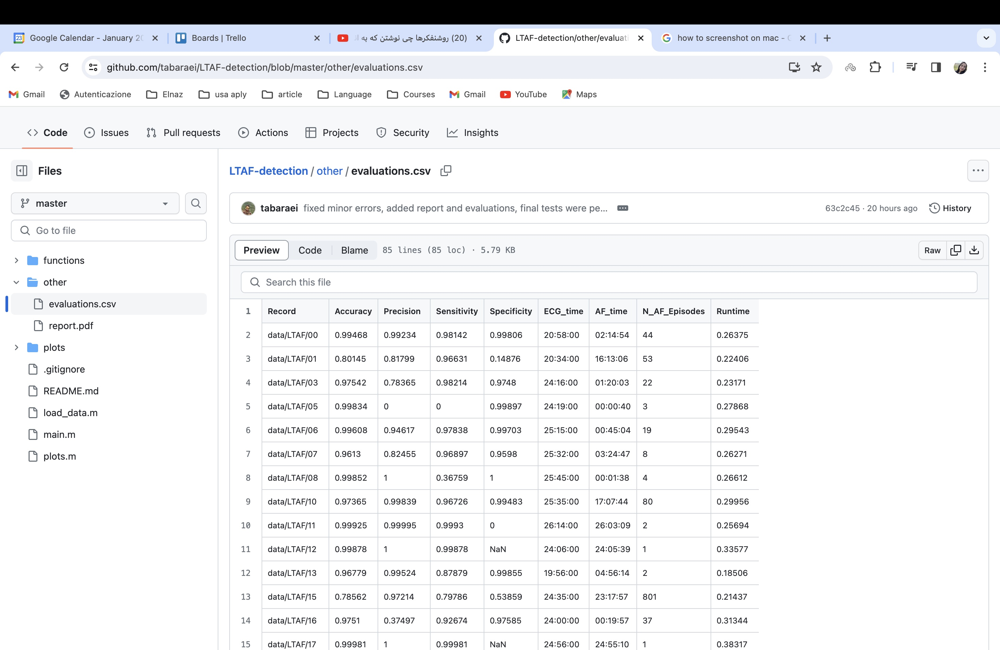 23 Google Calendar - January 20
Boards | Trello
(20) روشنفکرها چی نوشتن که به
LTAF-detection/other/evaluati
how to screenshot on mac -
github.com/tabaraei/LTAF-detection/blob/master/other/evaluations.csv
Gmail Autenticazione Elnaz usa aply article Language Courses Gmail YouTube Maps
Code Issues Pull requests Actions Projects Security Insights
Files
master
Go to file
functions
other
evaluations.csv
report.pdf
plots
.gitignore
README.md
load_data.m
main.m
plots.m
LTAF-detection / other / evaluations.csv
tabaraei fixed minor errors, added report and evaluations, final tests were pe... 63c2c45 · 20 hours ago History
Preview Code Blame 85 lines (85 loc) · 5.79 KB Raw
Search this file
1 Record Accuracy Precision Sensitivity Specificity ECG_time AF_time N_AF_Episodes Runtime
2 data/LTAF/00 0.99468 0.99234 0.98142 0.99806 20:58:00 02:14:54 44 0.26375
3 data/LTAF/01 0.80145 0.81799 0.96631 0.14876 20:34:00 16:13:06 53 0.22406
4 data/LTAF/03 0.97542 0.78365 0.98214 0.9748 24:16:00 01:20:03 22 0.23171
5 data/LTAF/05 0.99834 0 0 0.99897 24:19:00 00:00:40 3 0.27868
6 data/LTAF/06 0.99608 0.94617 0.97838 0.99703 25:15:00 00:45:04 19 0.29543
7 data/LTAF/07 0.9613 0.82455 0.96897 0.9598 25:32:00 03:24:47 8 0.26271
8 data/LTAF/08 0.99852 1 0.36759 1 25:45:00 00:01:38 4 0.26612
9 data/LTAF/10 0.97365 0.99839 0.96726 0.99483 25:35:00 17:07:44 80 0.29956
10 data/LTAF/11 0.99925 0.99995 0.9993 0 26:14:00 26:03:09 2 0.25694
11 data/LTAF/12 0.99878 1 0.99878 NaN 24:06:00 24:05:39 1 0.33577
12 data/LTAF/13 0.96779 0.99524 0.87879 0.99855 19:56:00 04:56:14 2 0.18506
13 data/LTAF/15 0.78562 0.97214 0.79786 0.53859 24:35:00 23:17:57 801 0.21437
14 data/LTAF/16 0.9751 0.37497 0.92674 0.97585 24:00:00 00:19:57 37 0.31344
15 data/LTAF/17 0.99981 1 0.99981 NaN 24:56:00 24:55:10 1 0.38317